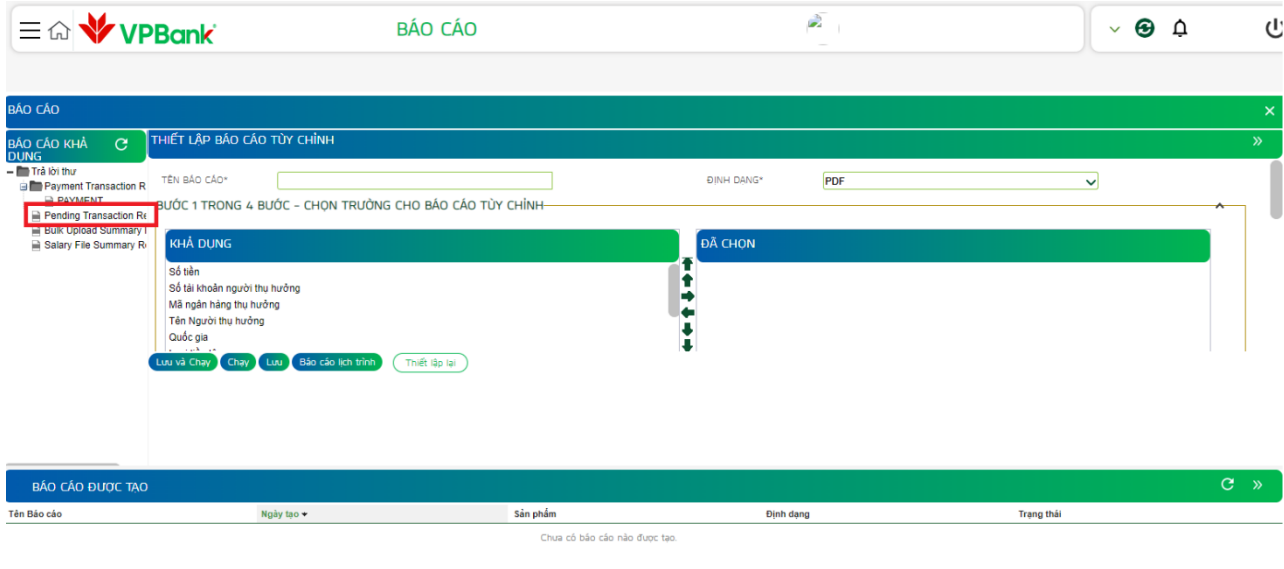 VPBank
BÁO CÁO
BÁO CÁO
BÁO CÁO KHẢ
DỤNG
Trả lời thư
Payment Transaction R
PAYMENT
Pending Transaction Re
Bulk Upload Summary
Salary File Summary R
THIẾT LẬP BÁO CÁO TÙY CHỈNH
TÊN BÁO CÁO*
ĐỊNH DẠNG*
PDF
BƯỚC 1 TRONG 4 BƯỚC – CHỌN TRƯỜNG CHO BÁO CÁO TÙY CHỈNH
KHẢ DỤNG
ĐÃ CHỌN
Số tiền
Số tài khoản người thụ hưởng
Mã ngân hàng thụ hưởng
Tên Người thụ hưởng
Quốc gia
Lưu và Chạy
Chạy
Lưu
Báo cáo lịch trình
Thiết lập lại
BÁO CÁO ĐƯỢC TẠO
Tên Báo cáo
Ngày tạo
Sản phẩm
Định dạng
Trạng thái
Chưa có báo cáo nào được tạo.